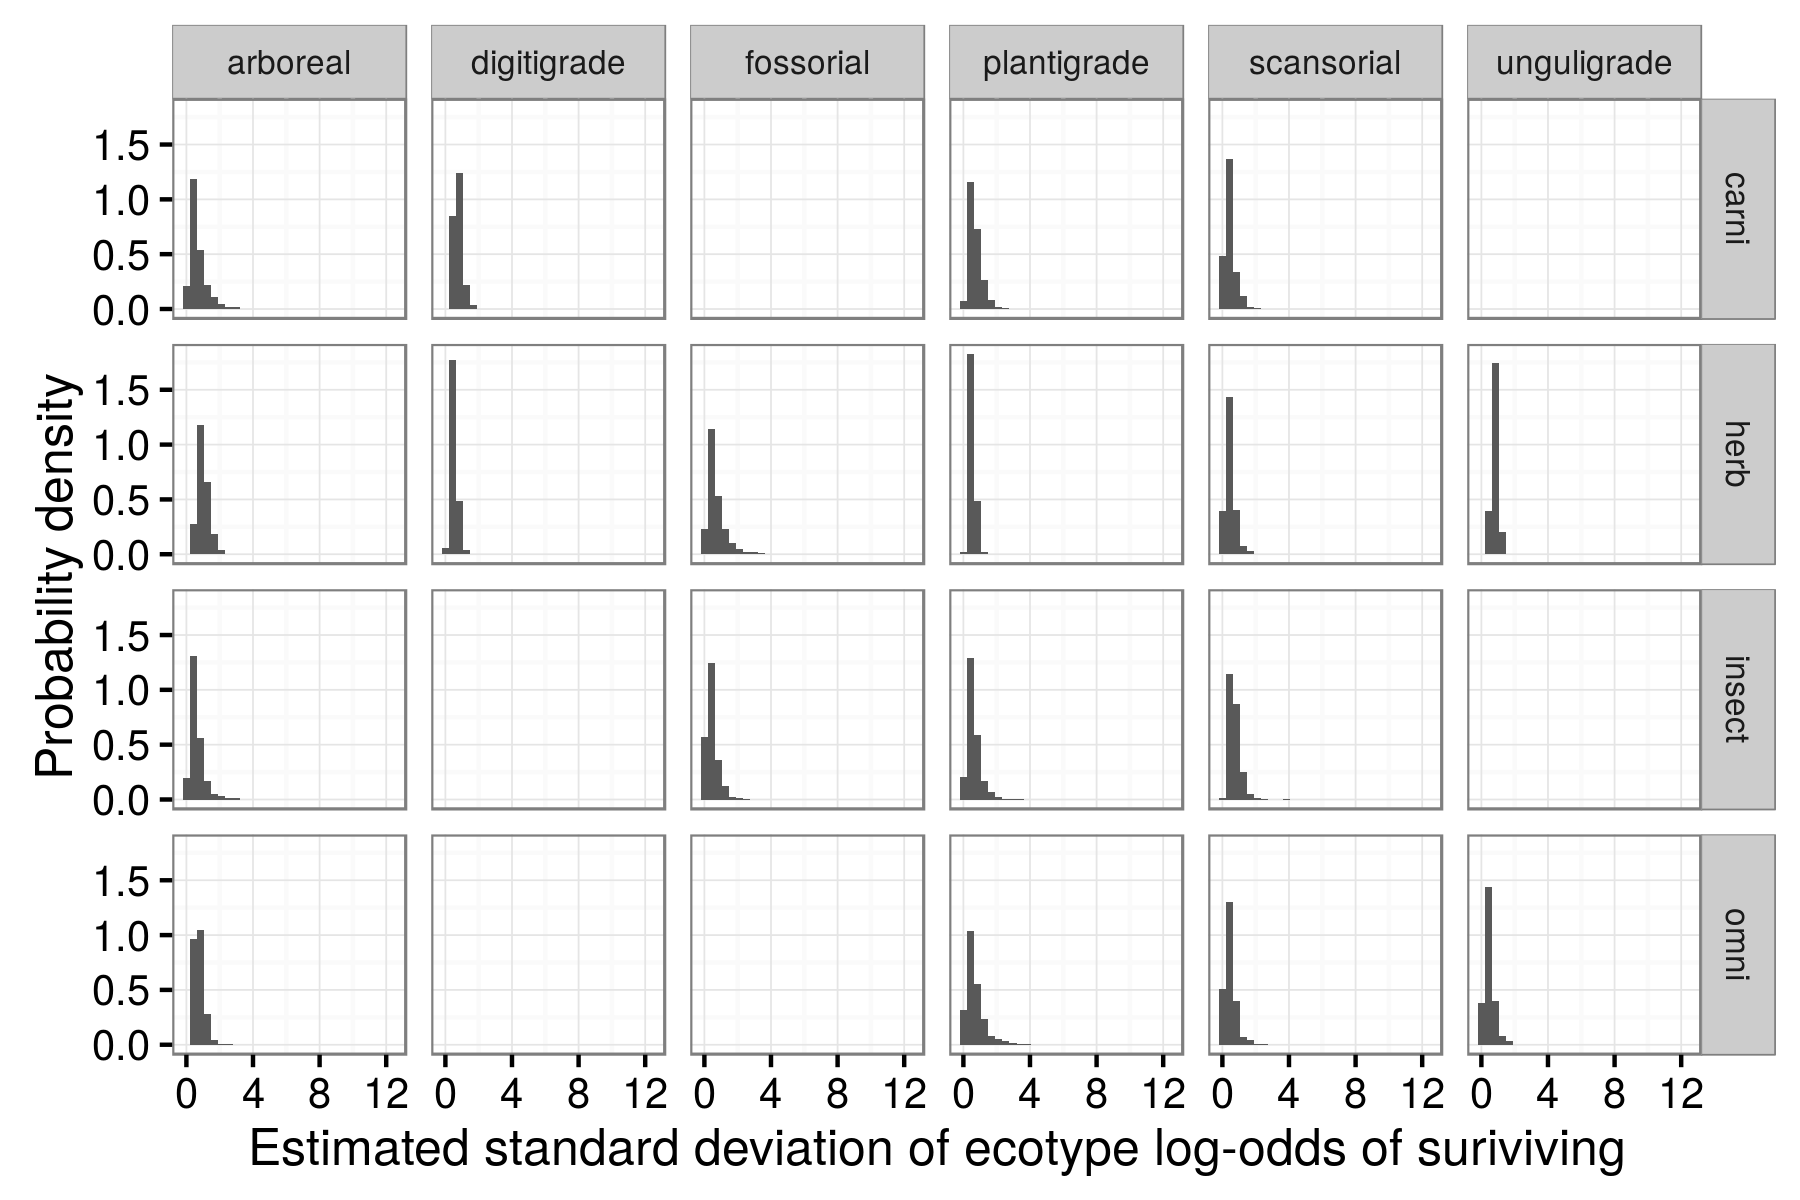 arboreal digitigrade fossorial plantigrade scansorial unguligrade
1.5
1.0
0.5
0.0
carni
1.5
1.0
0.5
0.0
herb
1.5
1.0
0.5
0.0
insect
1.5
1.0
0.5
0.0
omni
Probability density
0 4 8 12 0 4 8 12 0 4 8 12 0 4 8 12 0 4 8 12 0 4 8 12
Estimated standard deviation of ecotype log-odds of suriviving